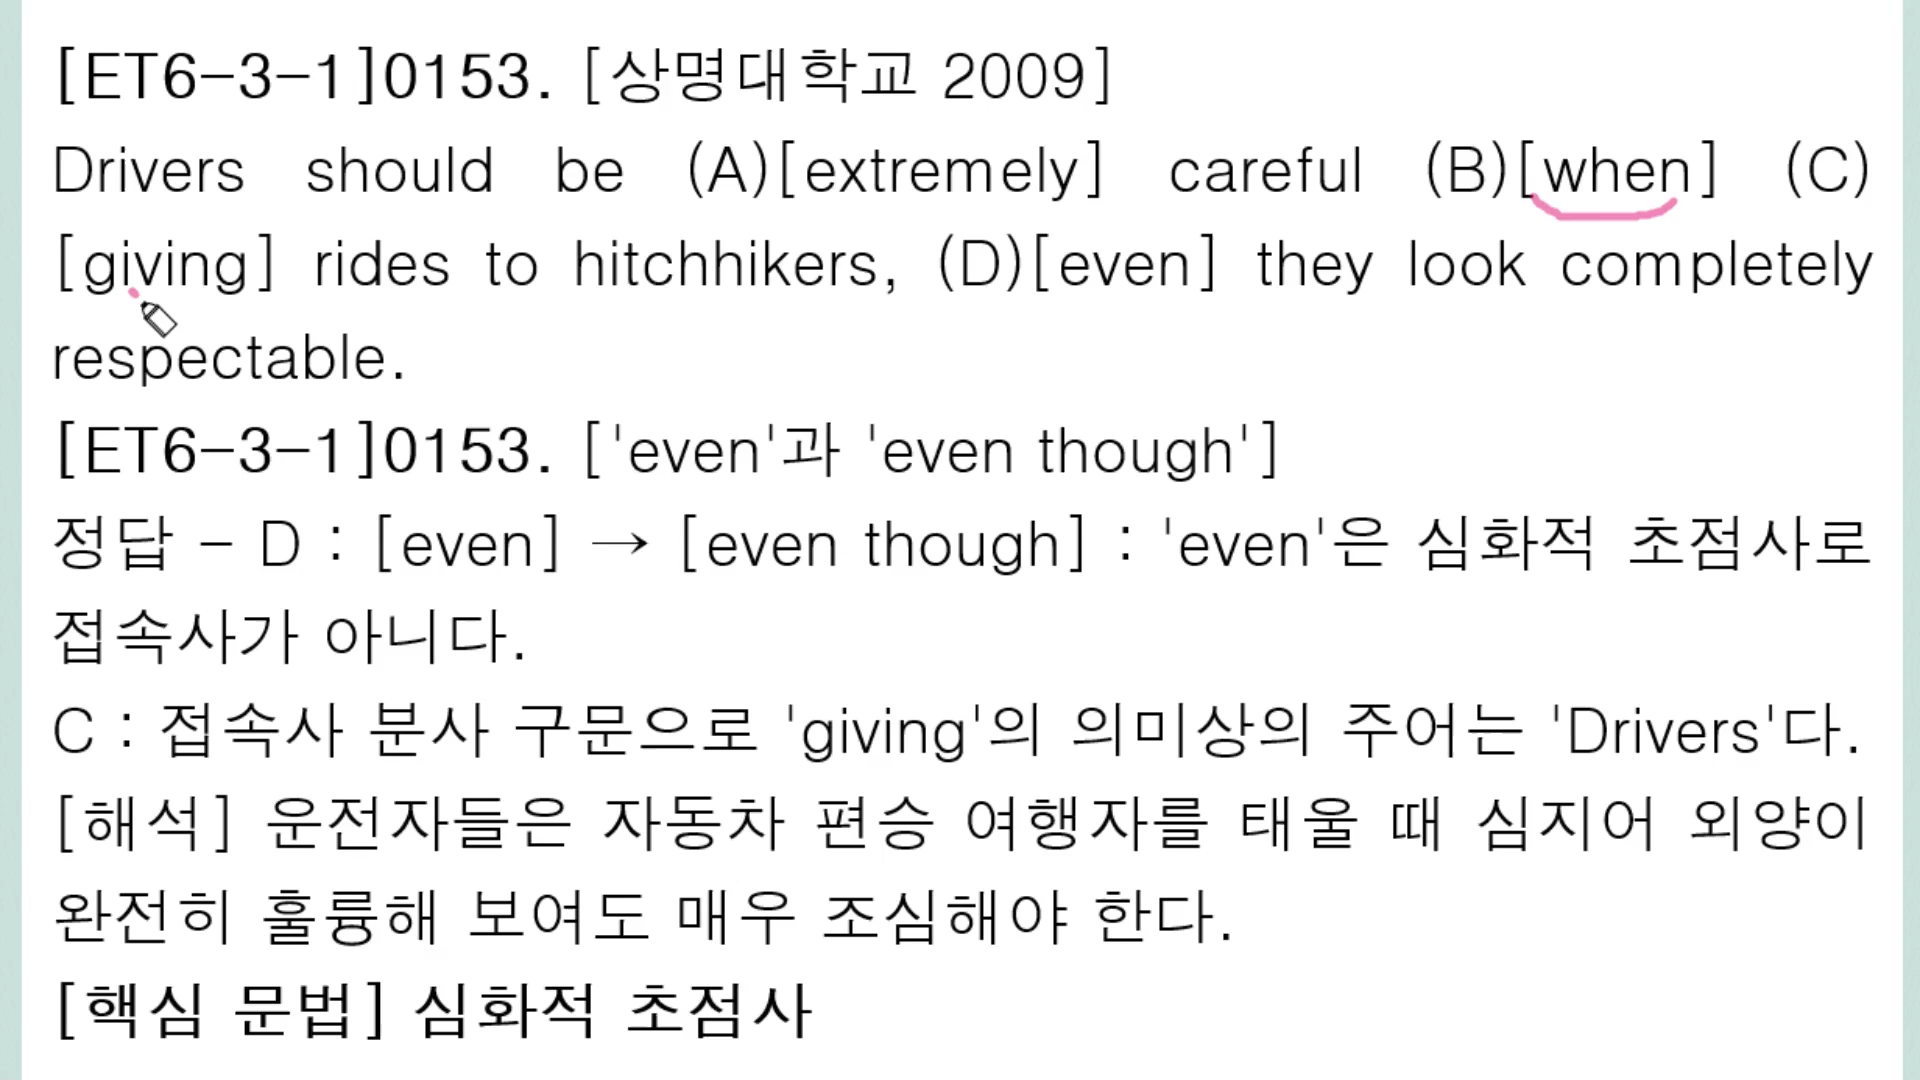 [ET6-3-1]0153. [상명대학교 2009]
Drivers should be (A)[extremely] careful (B)[when] (C)
[giving] rides to hitchhikers, (D)[even] they look completely
respectable.
[ET6-3-1]0153. ['even'과 'even though']
정답 - D : [even] → [even though] : 'even'은 심화적 초점사로
접속사가 아니다.
C : 접속사 분사 구문으로 'giving'의 의미상의 주어는 'Drivers'다.
[해석] 운전자들은 자동차 편승 여행자를 태울 때 심지어 외양이
완전히 훌륭해 보여도 매우 조심해야 한다.
[핵심 문법] 심화적 초점사